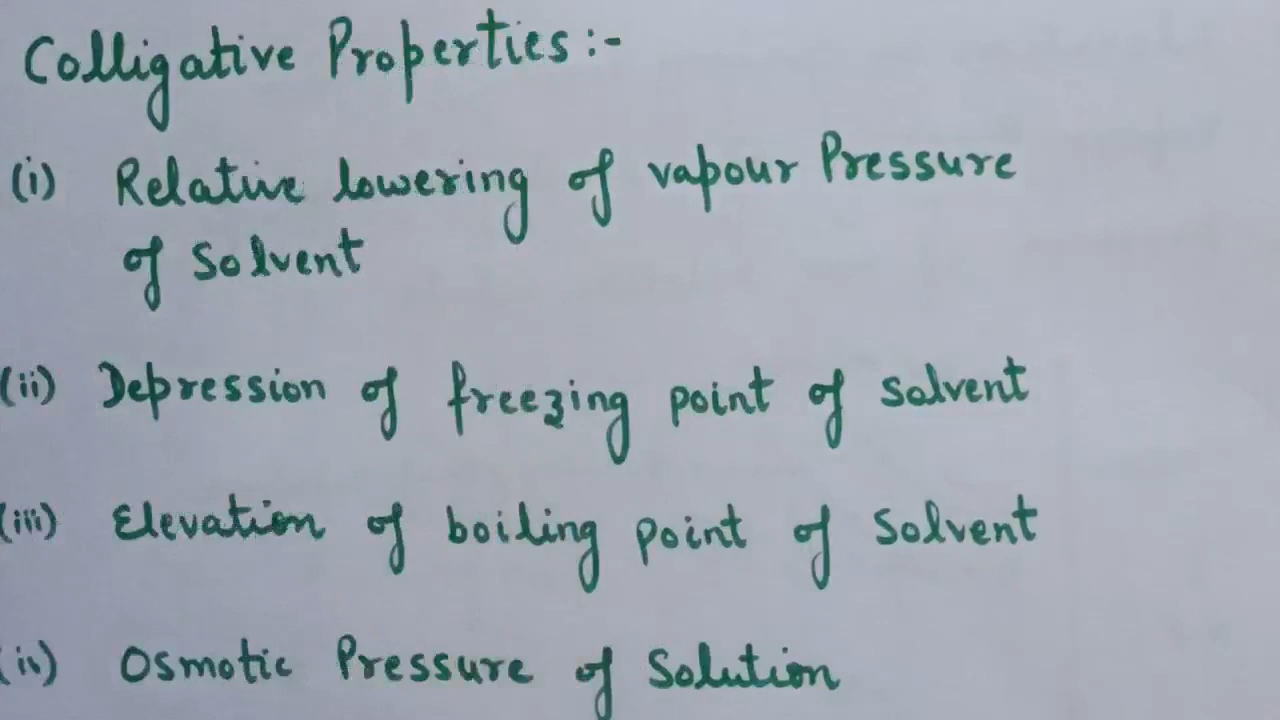 Colligative Properties:-
(i) Relative lowering of vapour Pressure
of Solvent
(ii) Depression of freezing point of solvent
(iii) Elevation of boiling point of Solvent
(iv) Osmotic Pressure of Solution